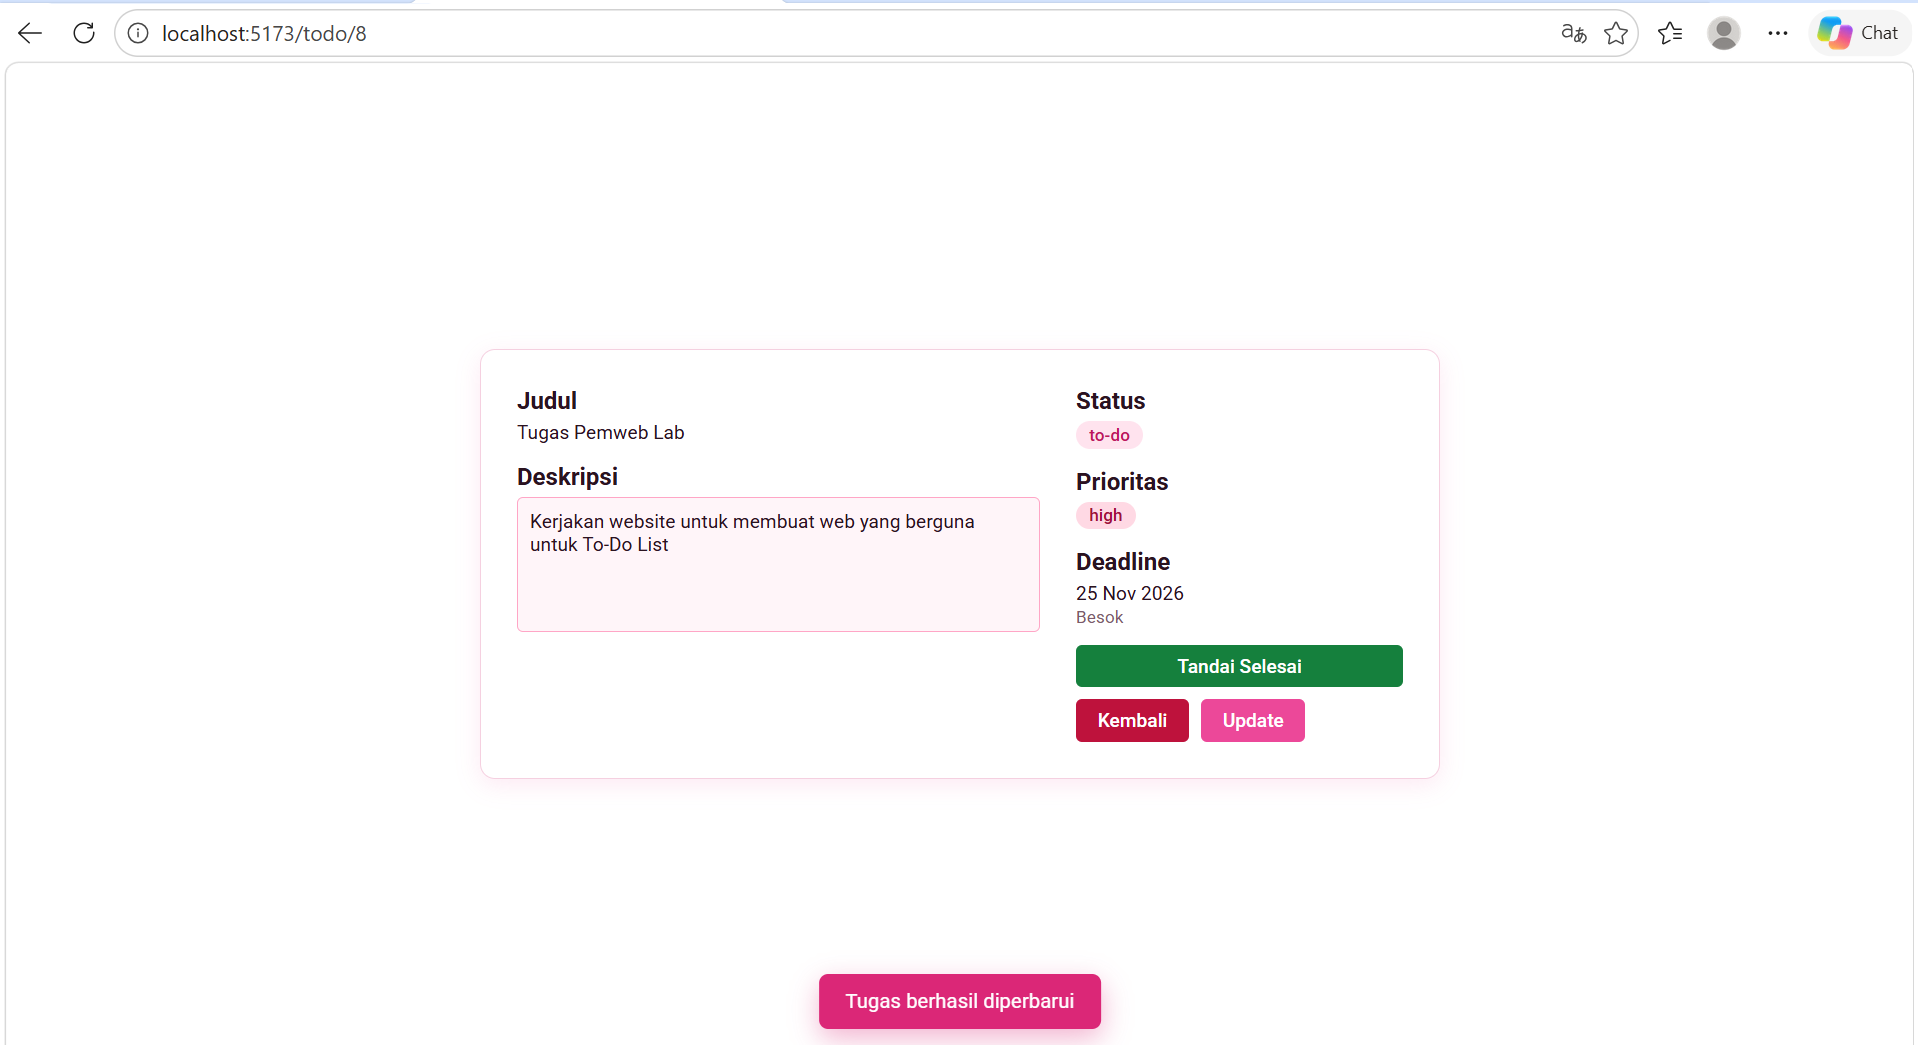 localhost:5173/todo/8
Chat
Judul
Tugas Pemweb Lab
Deskripsi
Kerjakan website untuk membuat web yang berguna
untuk To-Do List
Status
to-do
Prioritas
high
Deadline
25 Nov 2026
Besok
Tandai Selesai
Kembali
Update
Tugas berhasil diperbarui